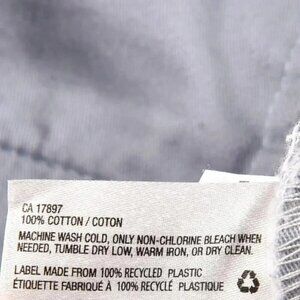 CA 17897
100% COTTON / COTON
MACHINE WASH COLD, ONLY NON-CHLORINE BLEACH WHEN
NEEDED, TUMBLE DRY LOW, WARM IRON, OR DRY CLEAN.
LABEL MADE FROM 100% RECYCLED PLASTIC
ÉTIQUETTE FABRIQUÉ À 100% RECYCLÉ PLASTIQUE